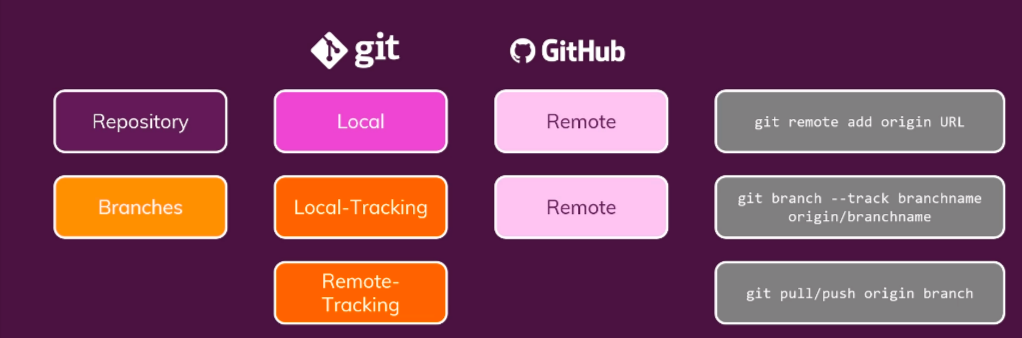 git
GitHub
Repository
Local
Remote
git remote add origin URL
Branches
Local-Tracking
Remote
git branch --track branchname
origin/branchname
Remote-
Tracking
git pull/push origin branch